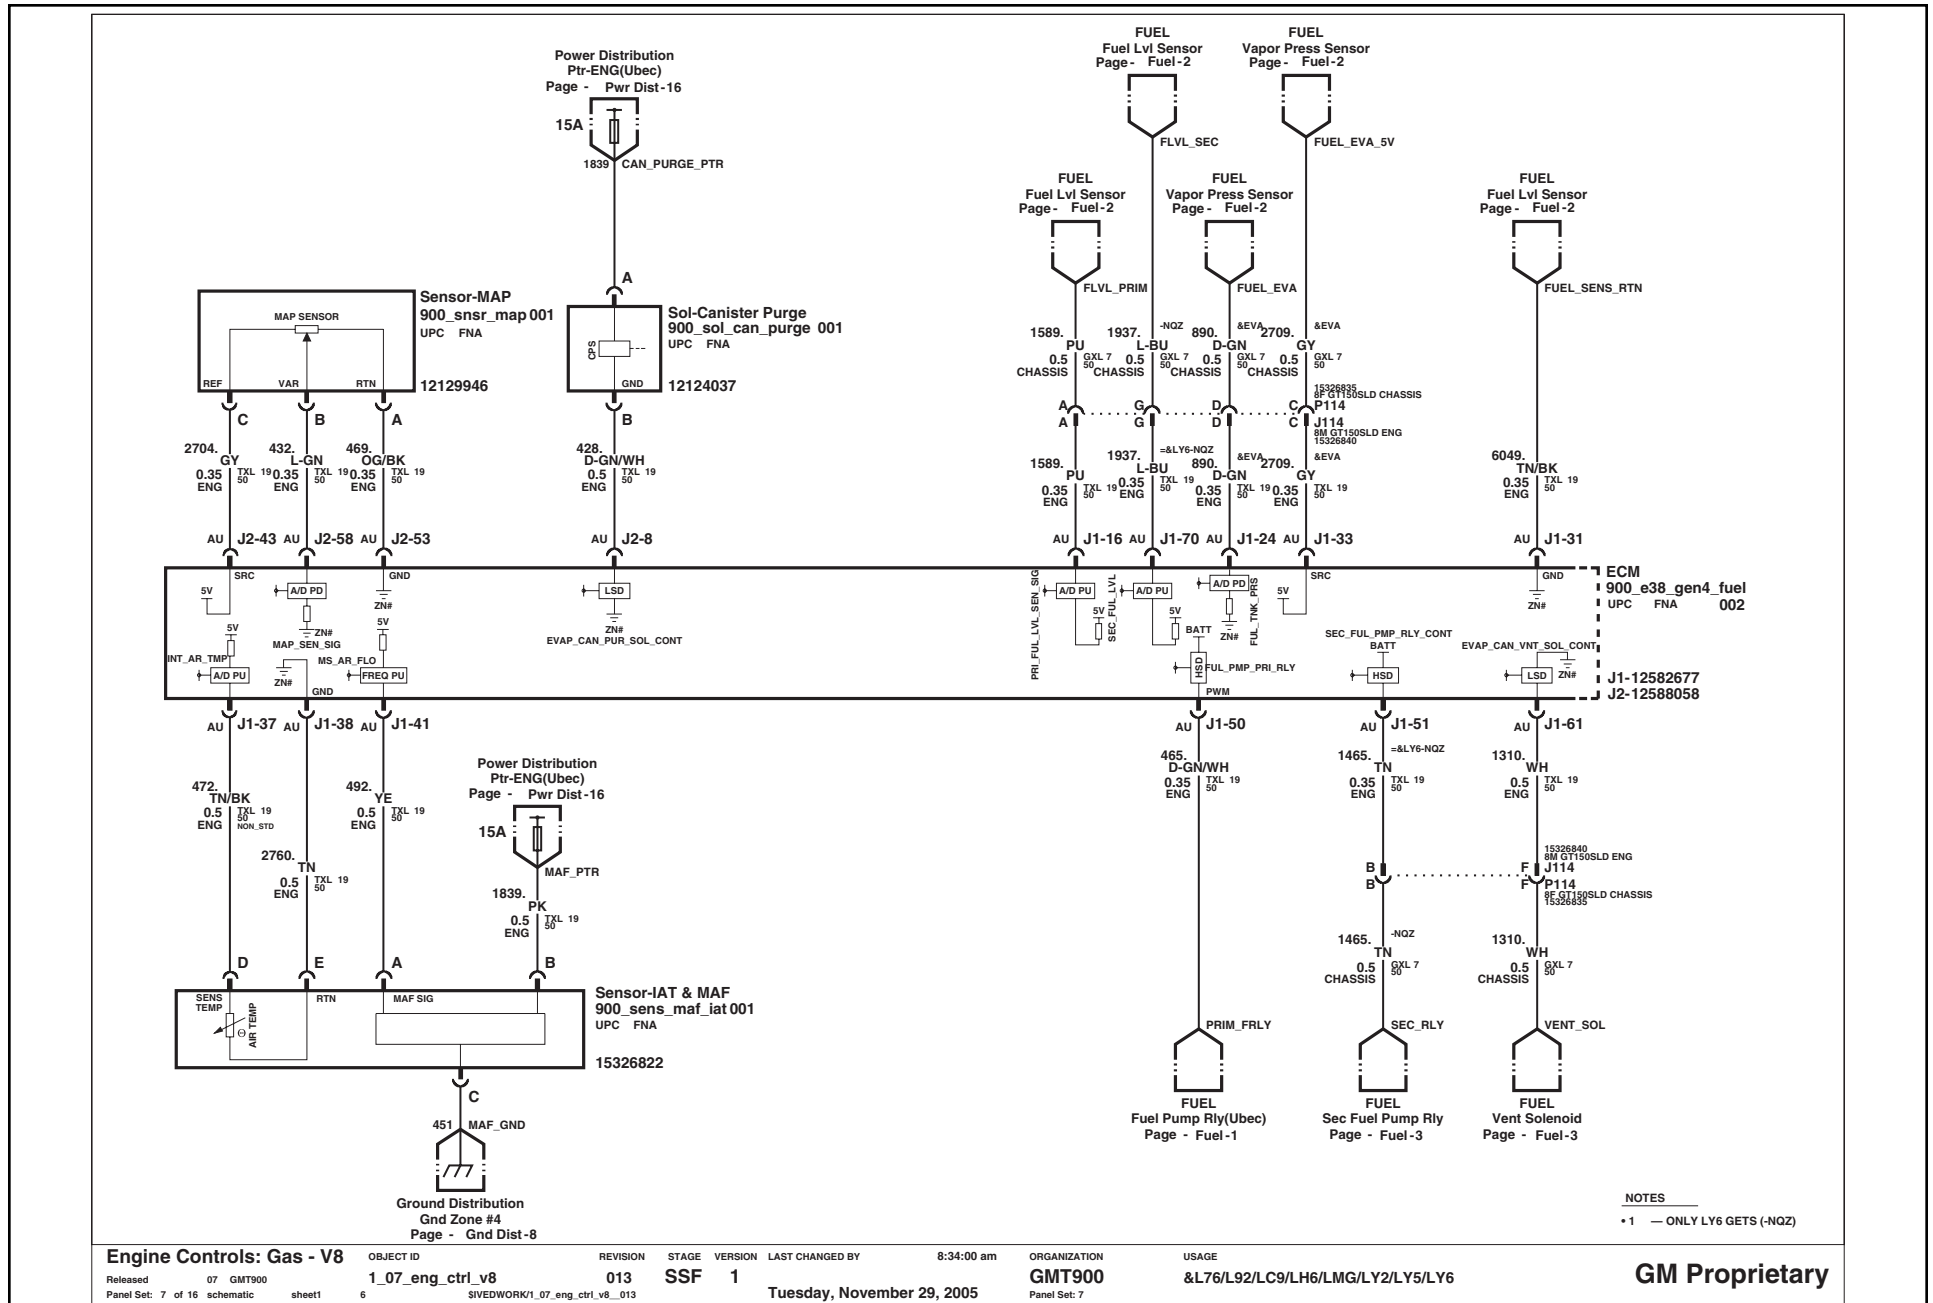 Power Distribution
Ptr-ENG(Ubec)
Page - Pwr Dist-16
15A
1839 CAN_PURGE_PTR
FUEL
Fuel Lvl Sensor
Page - Fuel-2
FLVL_SEC
FUEL
Vapor Press Sensor
Page - Fuel-2
FUEL_EVA_5V
FUEL
Fuel Lvl Sensor
Page - Fuel-2
FLVL_PRIM
FUEL
Vapor Press Sensor
Page - Fuel-2
FUEL_EVA
FUEL
Fuel Lvl Sensor
Page - Fuel-2
FUEL_SENS_RTN
MAP SENSOR
REF VAR RTN
Sensor-MAP
900_snsr_map 001
UPC FNA
12129946
A
CPS
GND
Sol-Canister Purge
900_sol_can_purge 001
UPC FNA
12124037
C B A B
2704.
GY
0.35 TXL 19
ENG 50
432.
L-GN
0.35 TXL 19
ENG 50
469.
OG/BK
0.35 TXL 19
ENG 50
428.
D-GN/WH
0.5 TXL 19
ENG 50
1589.
PU
0.5 GXL 7
CHASSIS 50
1937. -NQZ
L-BU
0.5 GXL 7
CHASSIS 50
890. &EVA
D-GN
0.5 GXL 7
CHASSIS 50
2709. &EVA
GY
0.5 GXL 7
CHASSIS 50
15326835
8F GT150SLD CHASSIS
A G D C P114
A G D C J114
8M GT150SLD ENG
15326840
1589.
PU
0.35 TXL 19
ENG 50
1937. =&LY6-NQZ
L-BU
0.35 TXL 19
ENG 50
890. &EVA
D-GN
0.35 TXL 19
ENG 50
2709. &EVA
GY
0.35 TXL 19
ENG 50
6049.
TN/BK
0.35 TXL 19
ENG 50
AU J2-43 AU J2-58 AU J2-53 AU J2-8 AU J1-16 AU J1-70 AU J1-24 AU J1-33 AU J1-31
SRC
5V
A/D PD
ZN#
MAP_SEN_SIG
GND
ZN#
LSD
ZN#
EVAP_CAN_PUR_SOL_CONT
PRI_FUL_LVL_SEN_SIG
A/D PU
5V
SEC_FUL_LVL
A/D PU
5V
A/D PD
ZN#
FUL_TNK_PRS
SRC
5V
GND
ZN#
ECM
900_e38_gen4_fuel
UPC FNA 002
J1-12582677
J2-12588058
5V
INT_AR_TMP
A/D PU
ZN#
GND
5V
MS_AR_FLO
FREQ PU
BATT
HSD
FUL_PMP_PRI_RLY
PWM
SEC_FUL_PMP_RLY_CONT
BATT
HSD
EVAP_CAN_VNT_SOL_CONT
LSD
ZN#
AU J1-37 AU J1-38 AU J1-41 AU J1-50 AU J1-51 AU J1-61
472.
TN/BK
0.5 TXL 19
ENG 50
NON_STD
2760.
TN
0.5 TXL 19
ENG 50
492.
YE
0.5 TXL 19
ENG 50
Power Distribution
Ptr-ENG(Ubec)
Page - Pwr Dist-16
15A
MAF_PTR
1839.
PK
0.5 TXL 19
ENG 50
465.
D-GN/WH
0.35 TXL 19
ENG 50
1465. =&LY6-NQZ
TN
0.35 TXL 19
ENG 50
1310.
WH
0.5 TXL 19
ENG 50
15326840
8M GT150SLD ENG
B F J114
B F P114
8F GT150SLD CHASSIS
15326835
1465. -NQZ
TN
0.5 GXL 7
CHASSIS 50
1310.
WH
0.5 GXL 7
CHASSIS 50
D E A B
SENS
TEMP
AIR TEMP
RTN
MAF SIG
Sensor-IAT & MAF
900_sens_maf_iat 001
UPC FNA
15326822
C
451 MAF_GND
Ground Distribution
Gnd Zone #4
Page - Gnd Dist-8
PRIM_FRLY
FUEL
Fuel Pump Rly(Ubec)
Page - Fuel-1
SEC_RLY
FUEL
Sec Fuel Pump Rly
Page - Fuel-3
VENT_SOL
FUEL
Vent Solenoid
Page - Fuel-3
NOTES
• 1 — ONLY LY6 GETS (-NQZ)
Engine Controls: Gas - V8
Released 07 GMT900
Panel Set: 7 of 16 schematic sheet1 6
OBJECT ID
1_07_eng_ctrl_v8
$IVEDWORK/1_07_eng_ctrl_v8__013
REVISION
013
STAGE
SSF
VERSION
1
LAST CHANGED BY 8:34:00 am
Tuesday, November 29, 2005
ORGANIZATION
GMT900
Panel Set: 7
USAGE
&L76/L92/LC9/LH6/LMG/LY2/LY5/LY6
GM Proprietary